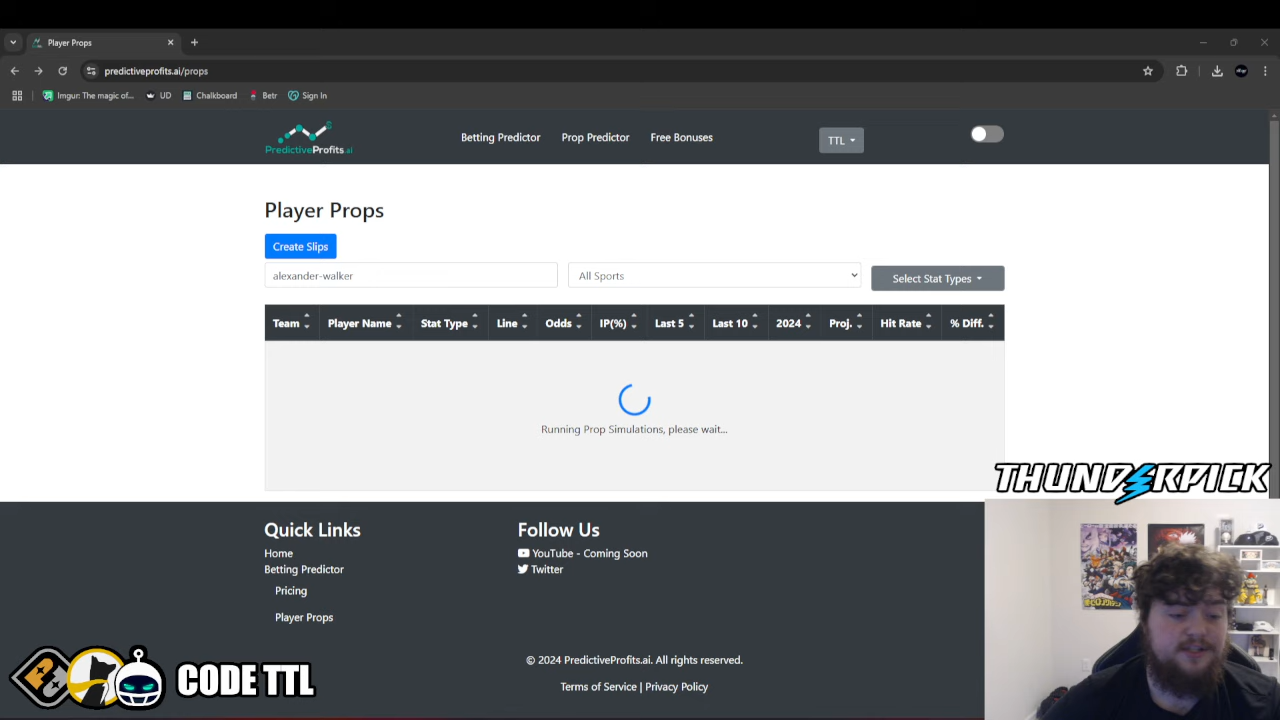 Player Props
predictiveprofits.ai/props
Imgur: The magic of...
UD
Chalkboard
Betr
Sign In
PredictiveProfits.ai
Betting Predictor
Prop Predictor
Free Bonuses
TTL
Player Props
Create Slips
alexander-walker
All Sports
Select Stat Types
Team
Player Name
Stat Type
Line
Odds
IP(%)
Last 5
Last 10
2024
Proj.
Hit Rate
% Diff.
Running Prop Simulations, please wait...
THUNDERPICK
Quick Links
Home
Betting Predictor
Pricing
Player Props
Follow Us
YouTube - Coming Soon
Twitter
© 2024 PredictiveProfits.ai. All rights reserved.
Terms of Service | Privacy Policy
CODE TTL